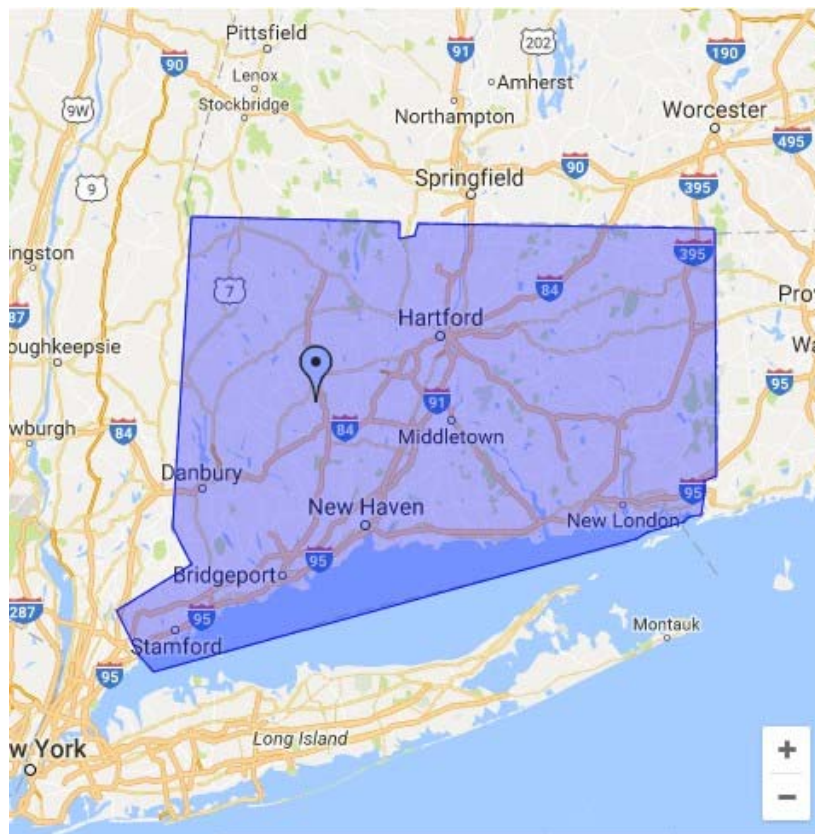 Pittsfield
91
202
190
90
Lenox
Amherst
9W
Stockbridge
Northampton
Worcester
495
90
9
Springfield
395
395
ingston
7
84
Prov
87
Hartford
oughkeepsie
Wa
95
91
84
84
Middletown
wburgh
Danbury
95
New Haven
New London
95
Bridgeport
287
95
Stamford
Montauk
95
Long Island
w York
+
−